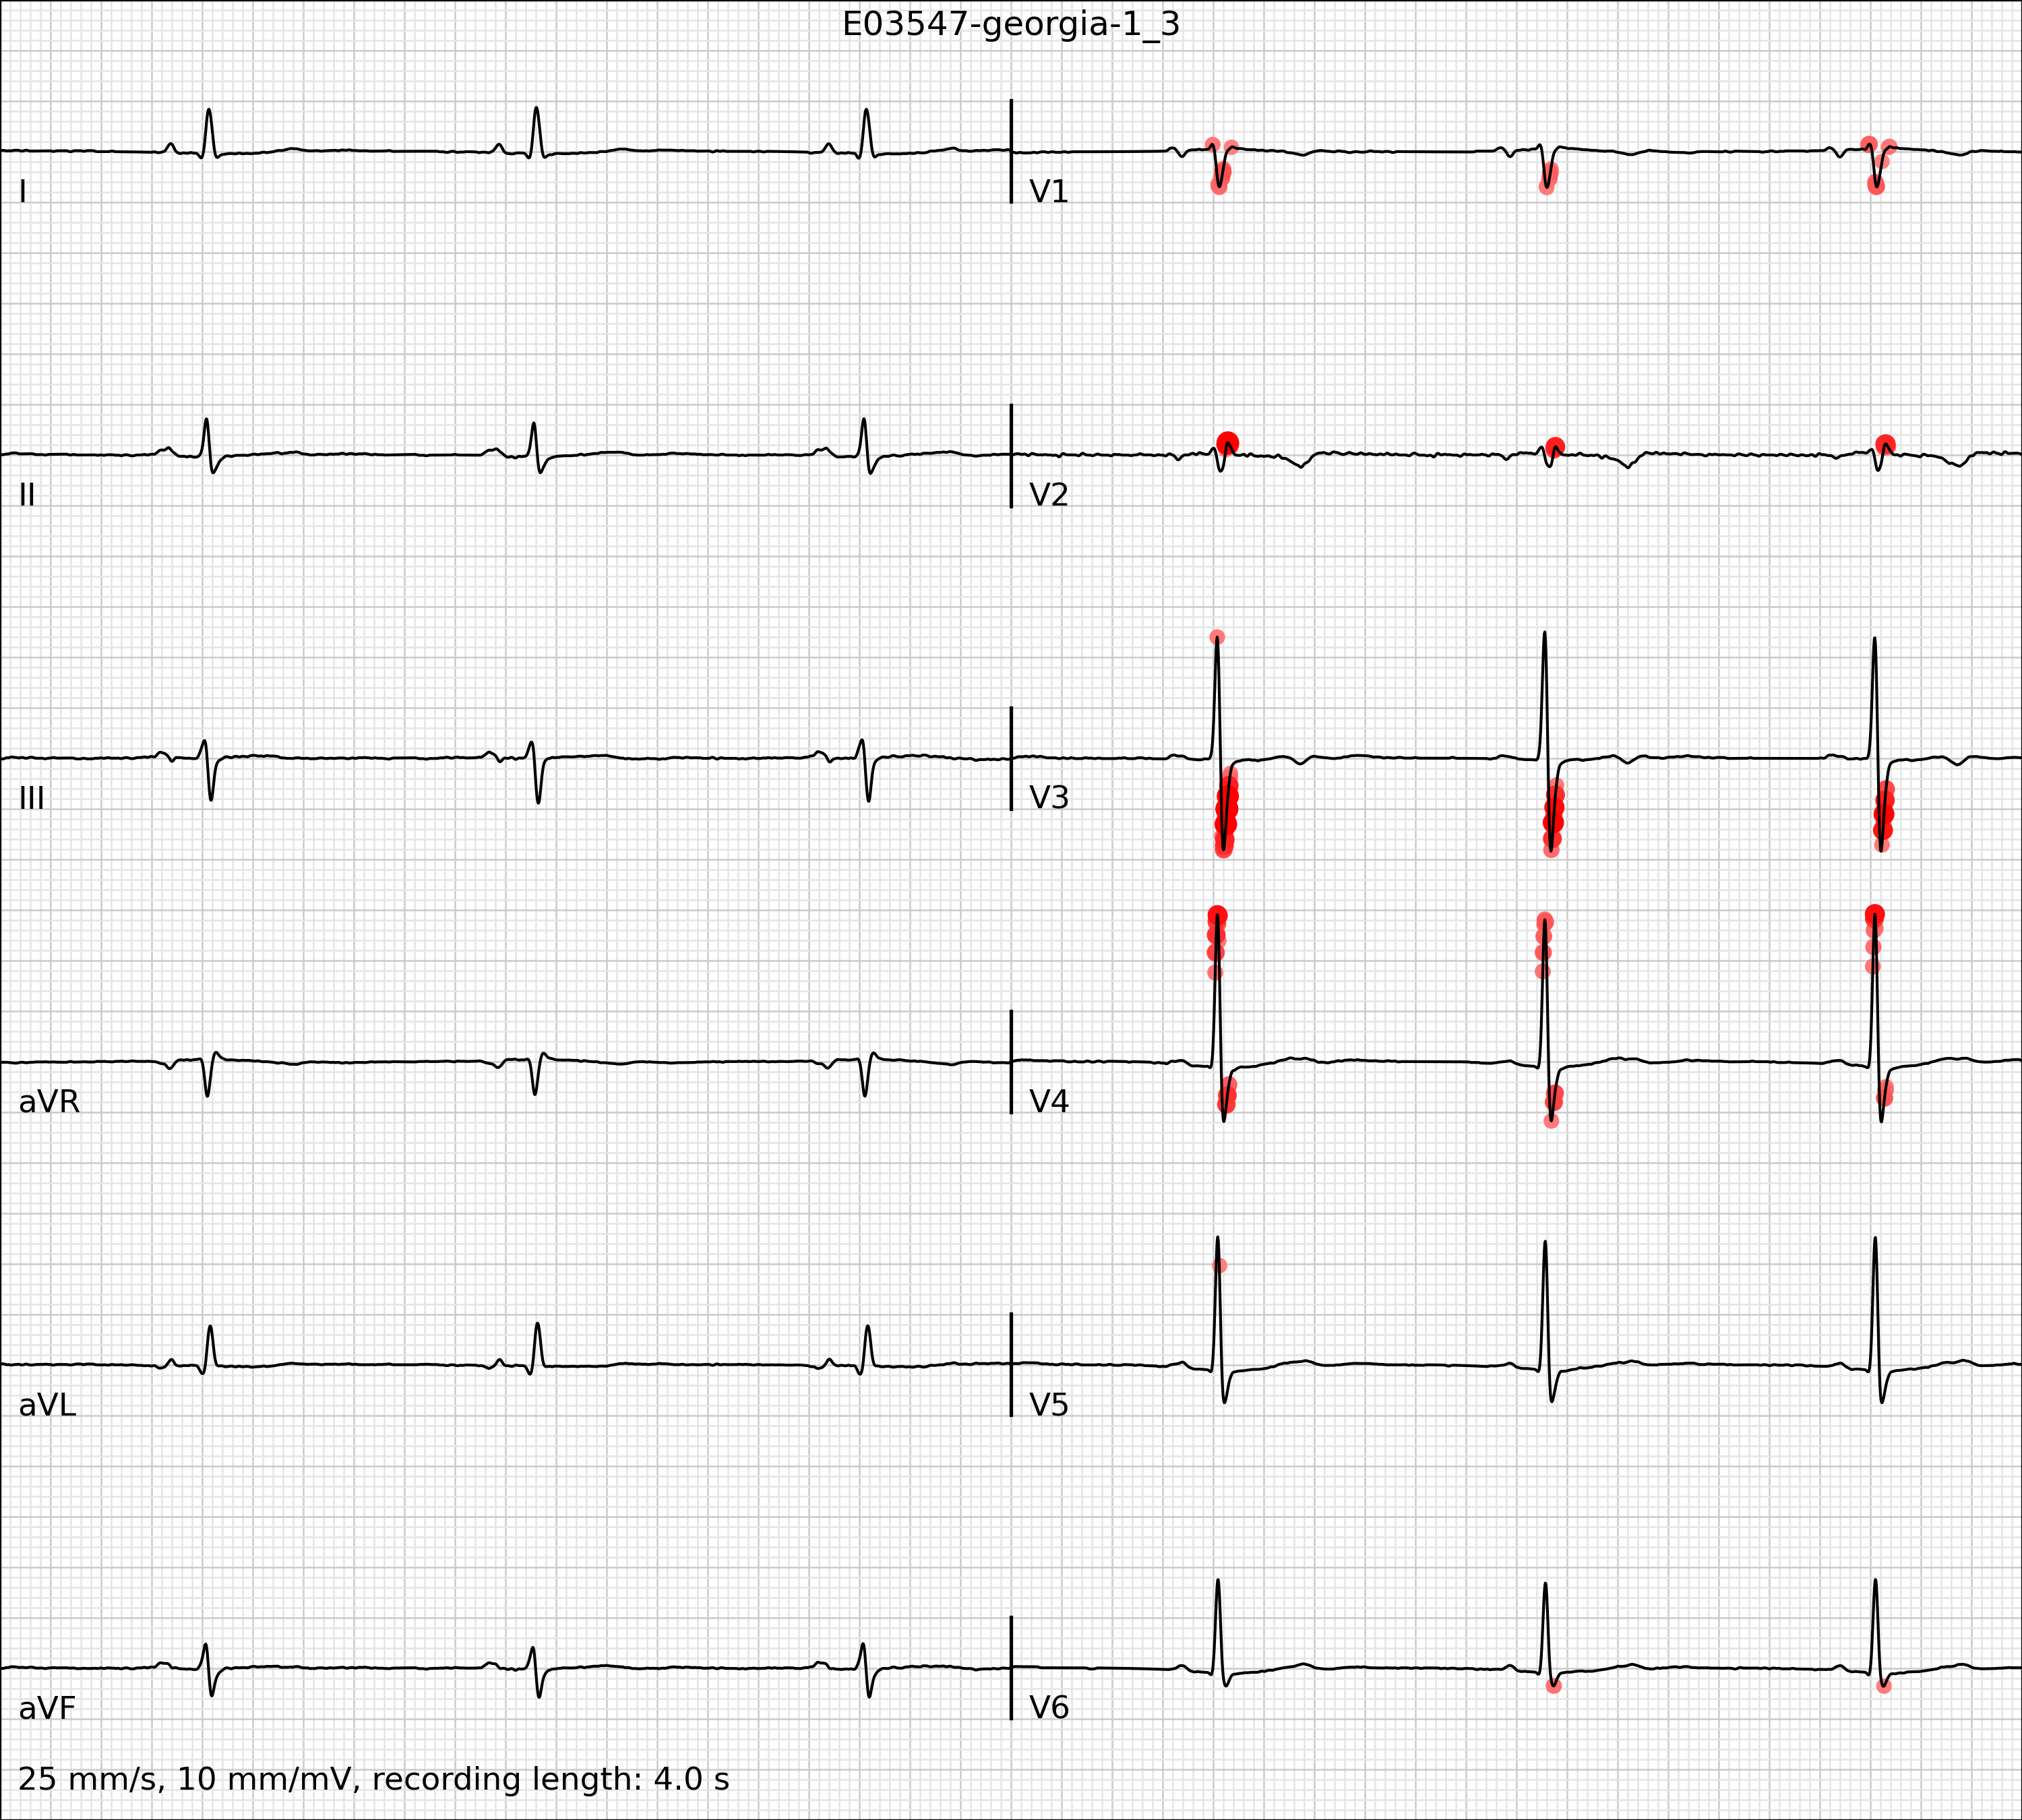 E03547-georgia-1_3
I
V1
II
V2
III
V3
aVR
V4
aVL
V5
aVF
V6
25 mm/s, 10 mm/mV, recording length: 4.0 s